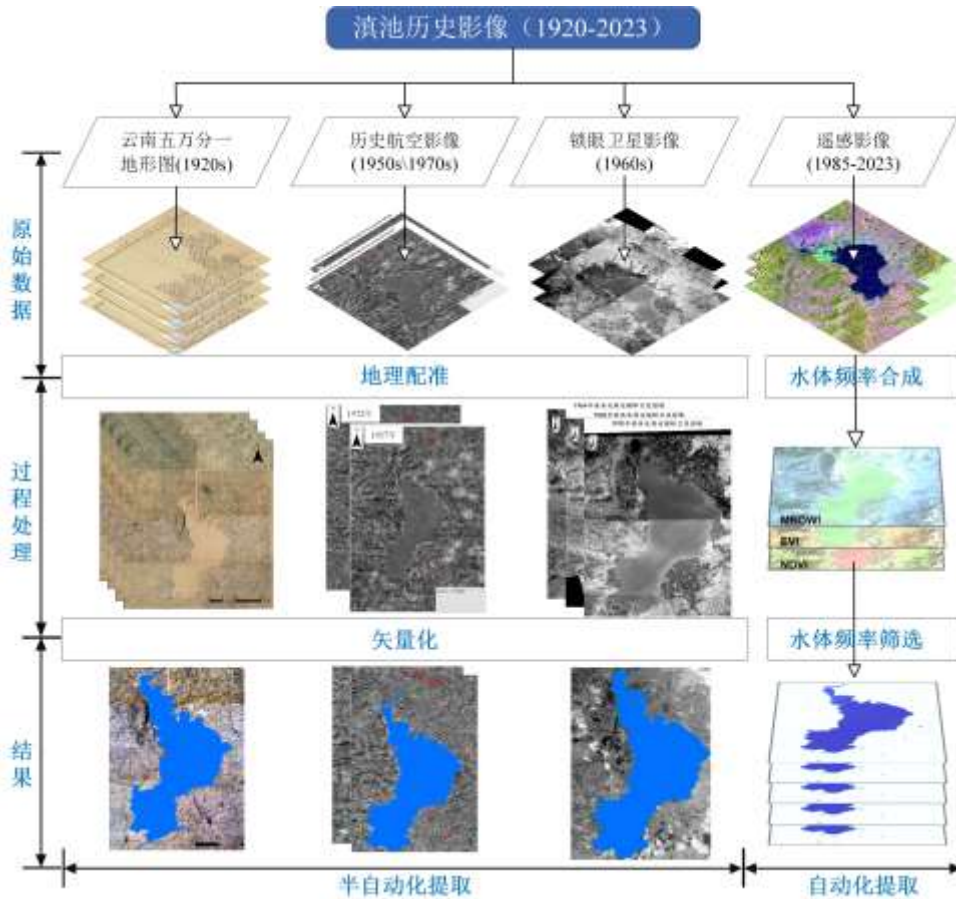 滇池历史影像（1920-2023）
云南五万分一
地形图(1920s)
历史航空影像
(1950s\1970s)
锁眼卫星影像
(1960s)
遥感影像
(1985-2023)
原始数据
地理配准
水体频率合成
过程处理
MNDWI
EVI
NDVI
矢量化
水体频率筛选
结果
半自动化提取
自动化提取